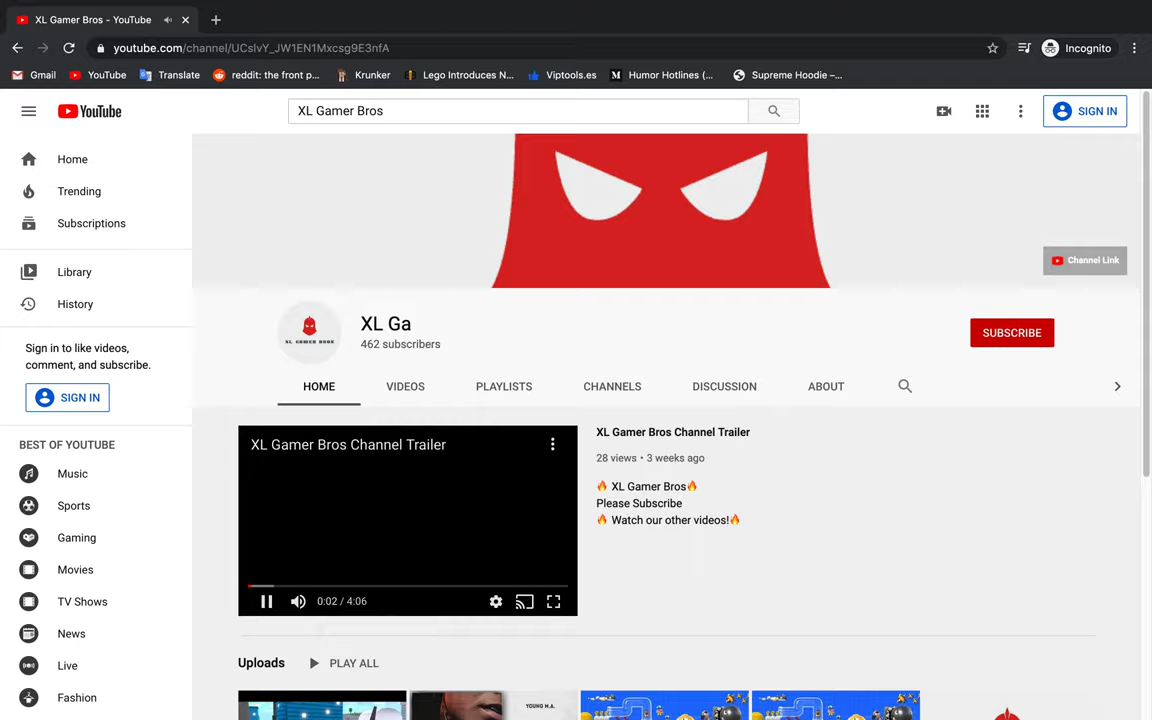 XL Gamer Bros - YouTube
youtube.com/channel/UCslvY_JW1EN1Mxcsg9E3nfA
Incognito
Gmail
YouTube
Translate
reddit: the front p...
Krunker
Lego Introduces N...
Viptools.es
Humor Hotlines (...
Supreme Hoodie –...
YouTube
XL Gamer Bros
SIGN IN
Home
Trending
Subscriptions
Library
History
Sign in to like videos,
comment, and subscribe.
SIGN IN
BEST OF YOUTUBE
Music
Sports
Gaming
Movies
TV Shows
News
Live
Fashion
Channel Link
XL GAMER BROS
XL Ga
462 subscribers
SUBSCRIBE
HOME
VIDEOS
PLAYLISTS
CHANNELS
DISCUSSION
ABOUT
XL Gamer Bros Channel Trailer
0:02 / 4:06
XL Gamer Bros Channel Trailer
28 views • 3 weeks ago
🔥 XL Gamer Bros🔥
Please Subscribe
🔥 Watch our other videos!🔥
Uploads
PLAY ALL
YOUNG M.A.